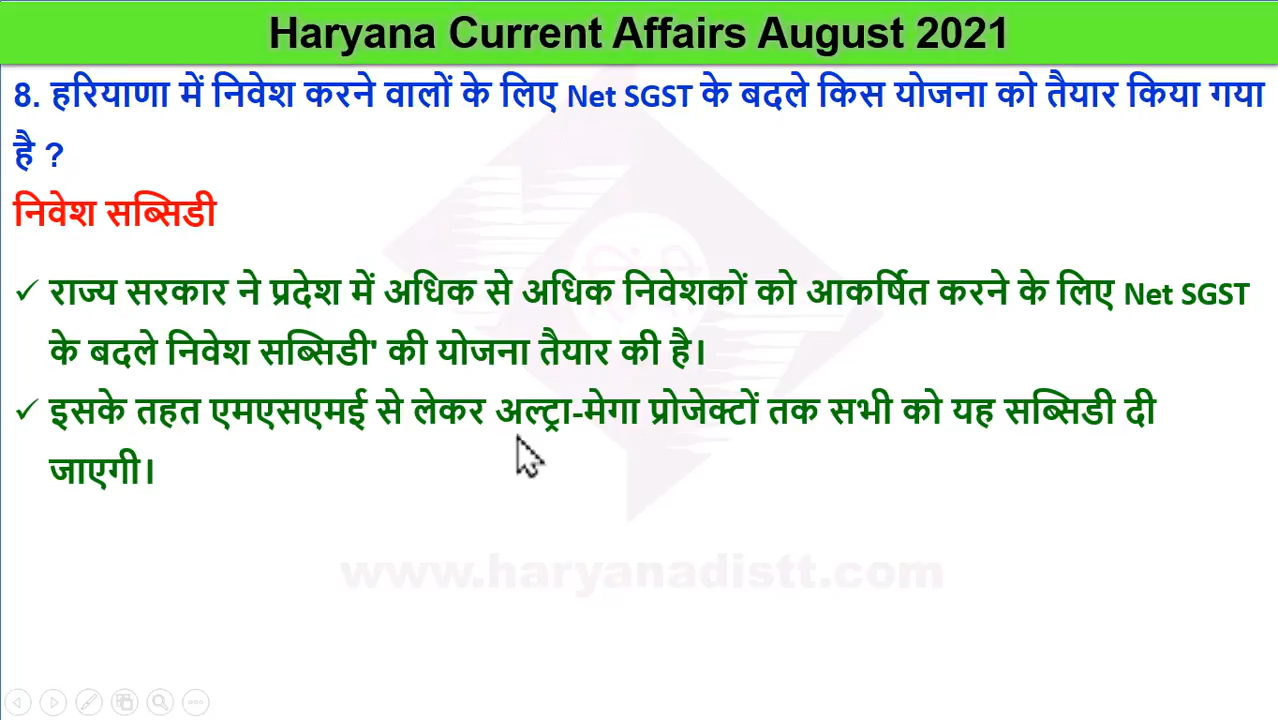 Haryana Current Affairs August 2021
8. हरियाणा में निवेश करने वालों के लिए Net SGST के बदले किस योजना को तैयार किया गया
है ?
निवेश सब्सिडी
✓ राज्य सरकार ने प्रदेश में अधिक से अधिक निवेशकों को आकर्षित करने के लिए Net SGST
के बदले निवेश सब्सिडी' की योजना तैयार की है।
✓ इसके तहत एमएसएमई से लेकर अल्ट्रा-मेगा प्रोजेक्टों तक सभी को यह सब्सिडी दी
जाएगी।
www.haryanadistt.com